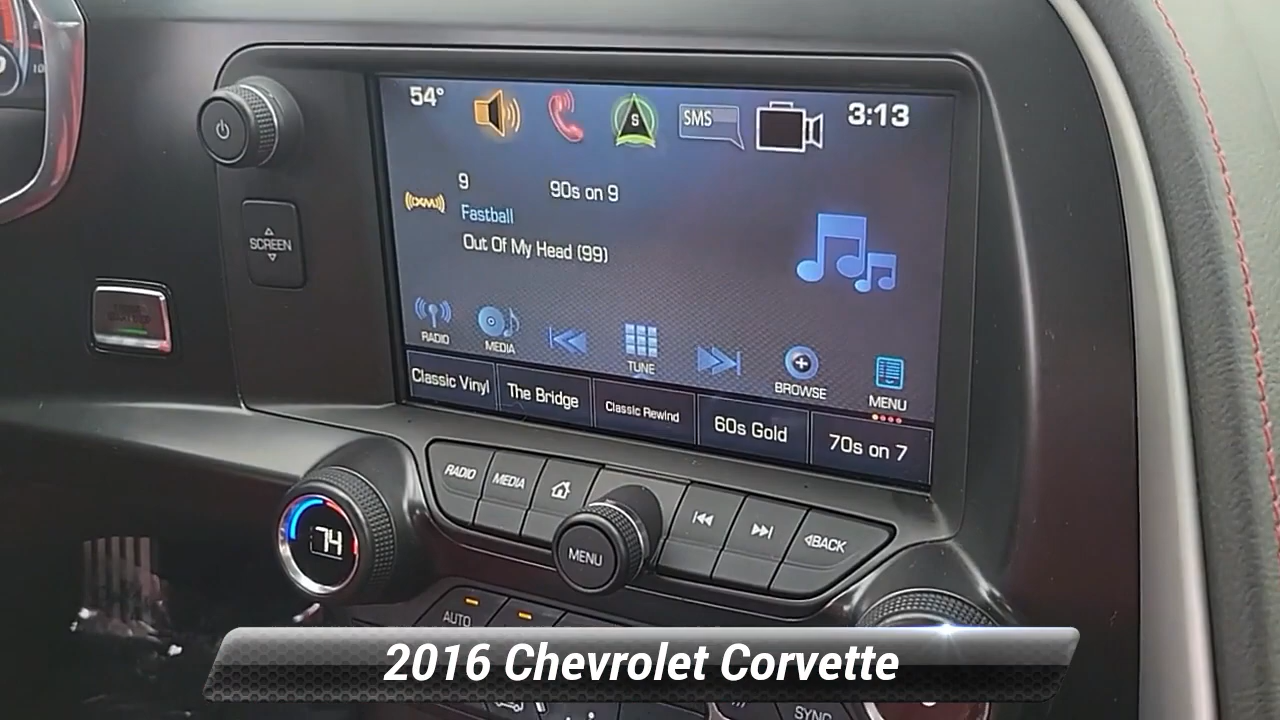 54°
SMS
3:13
S
9
90s on 9
(XM)
Fastball
Out Of My Head (99)
SCREEN
RADIO
MEDIA
TUNE
BROWSE
MENU
Classic Vinyl
The Bridge
Classic Rewind
60s Gold
70s on 7
RADIO
MEDIA
MENU
BACK
74
AUTO
SYNC
2016 Chevrolet Corvette